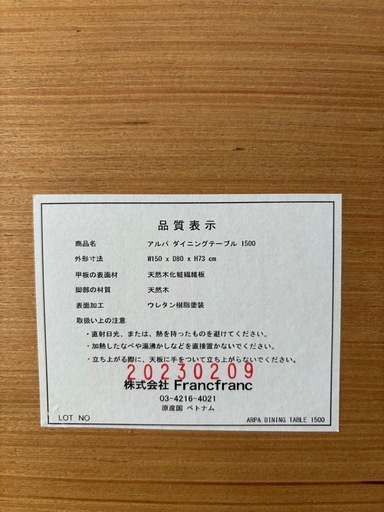 品質表示
商品名 アルパ ダイニングテーブル 1500
外形寸法 W150 x D80 x H73 cm
甲板の表面材 天然木化粧繊維板
脚部の材質 天然木
表面加工 ウレタン樹脂塗装
取扱い上の注意
・直射日光、または、熱を持ったものを避けてください。
・加熱したなべや湯沸かしなどを直接置かないでください。
・立ち上がる際に、天板に手をついて立ち上がらないでください。
20230209
株式会社 Francfranc
03-4216-4021
原産国 ベトナム
LOT NO ARPA DINING TABLE 1500